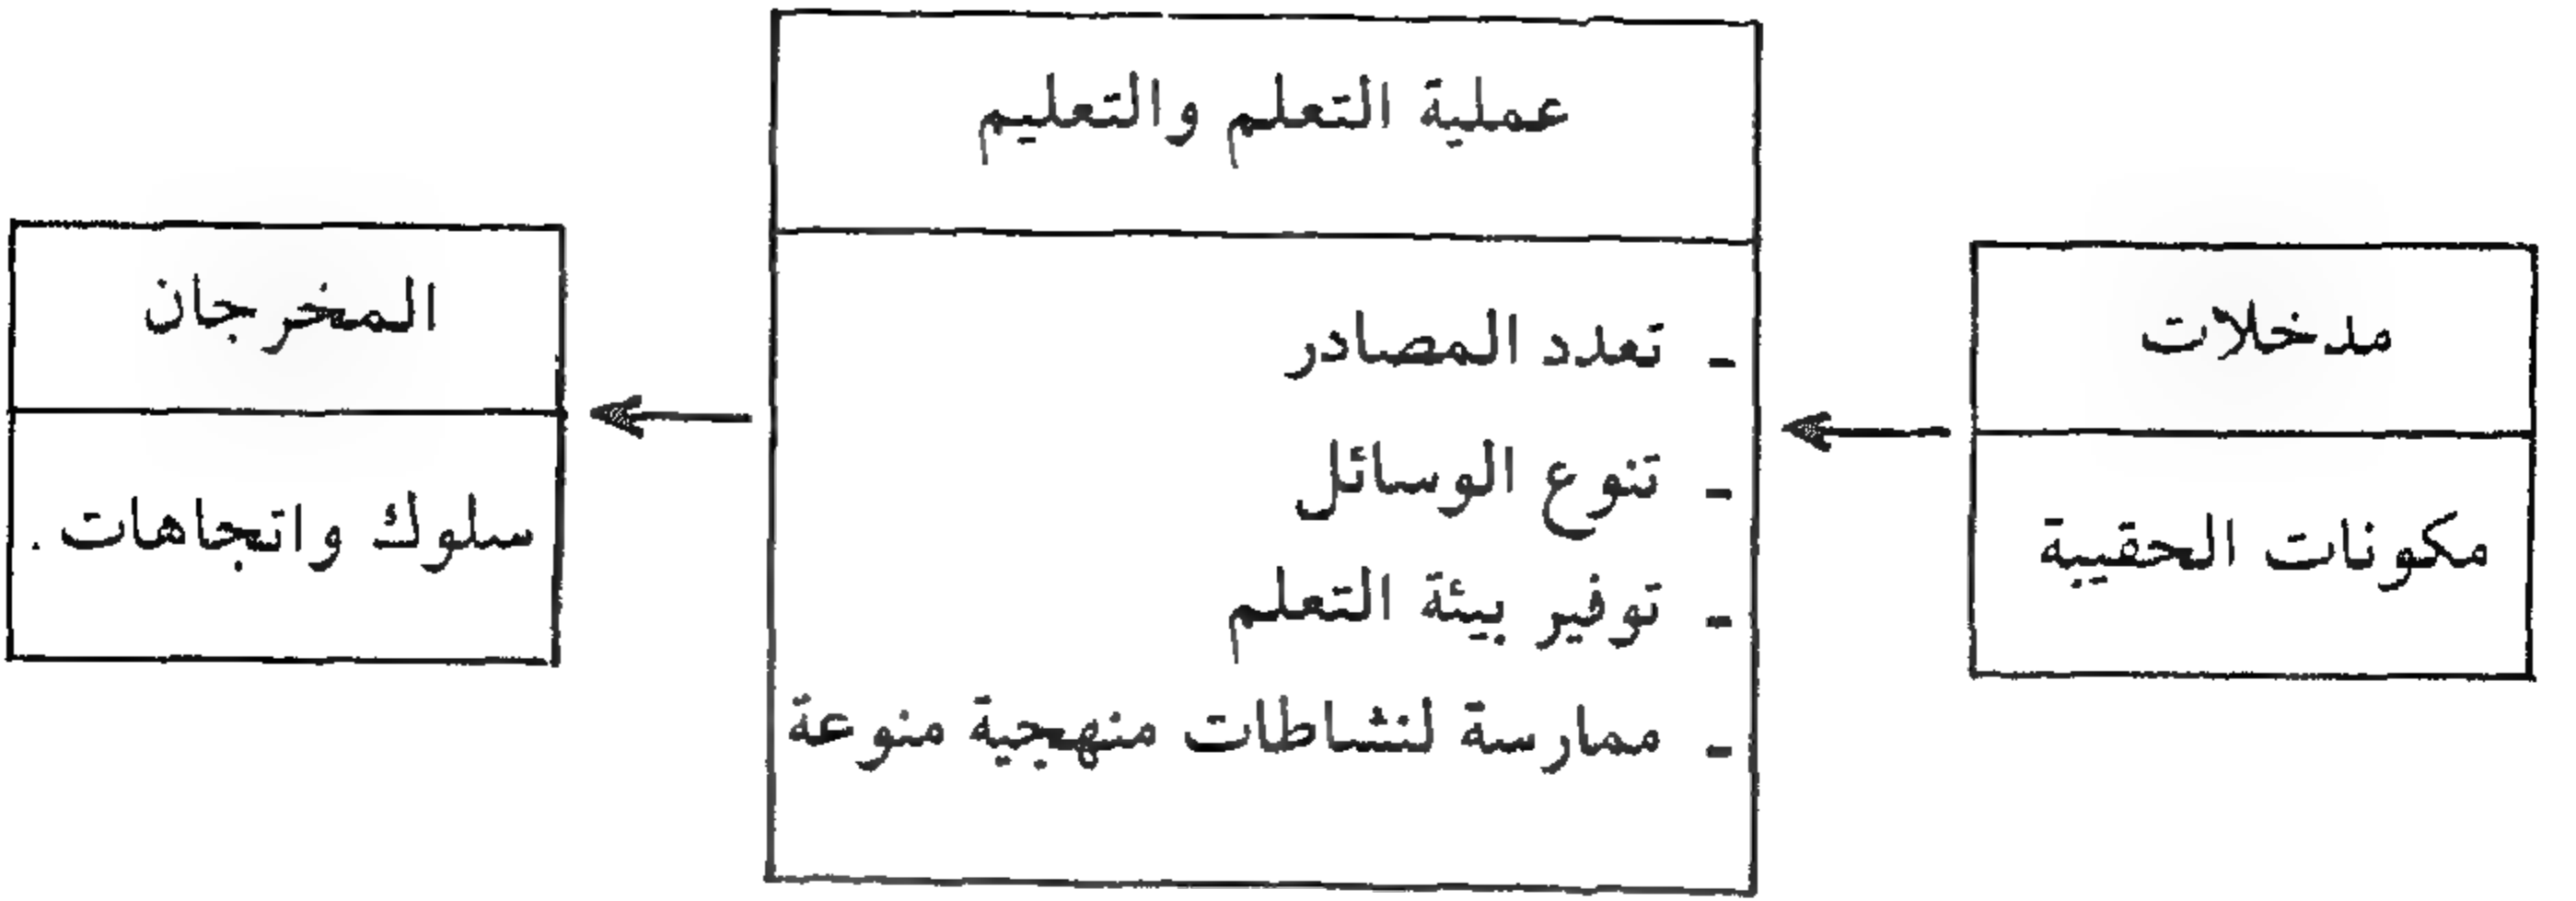 مدخلات
مكونات الحقيبة
عملية التعلم والتعليم
- تعدد المصادر
- تنوع الوسائل
- توفير بيئة التعلم
- ممارسة لنشاطات منهجية منوعة
المخرجان
سلوك واتجاهات .